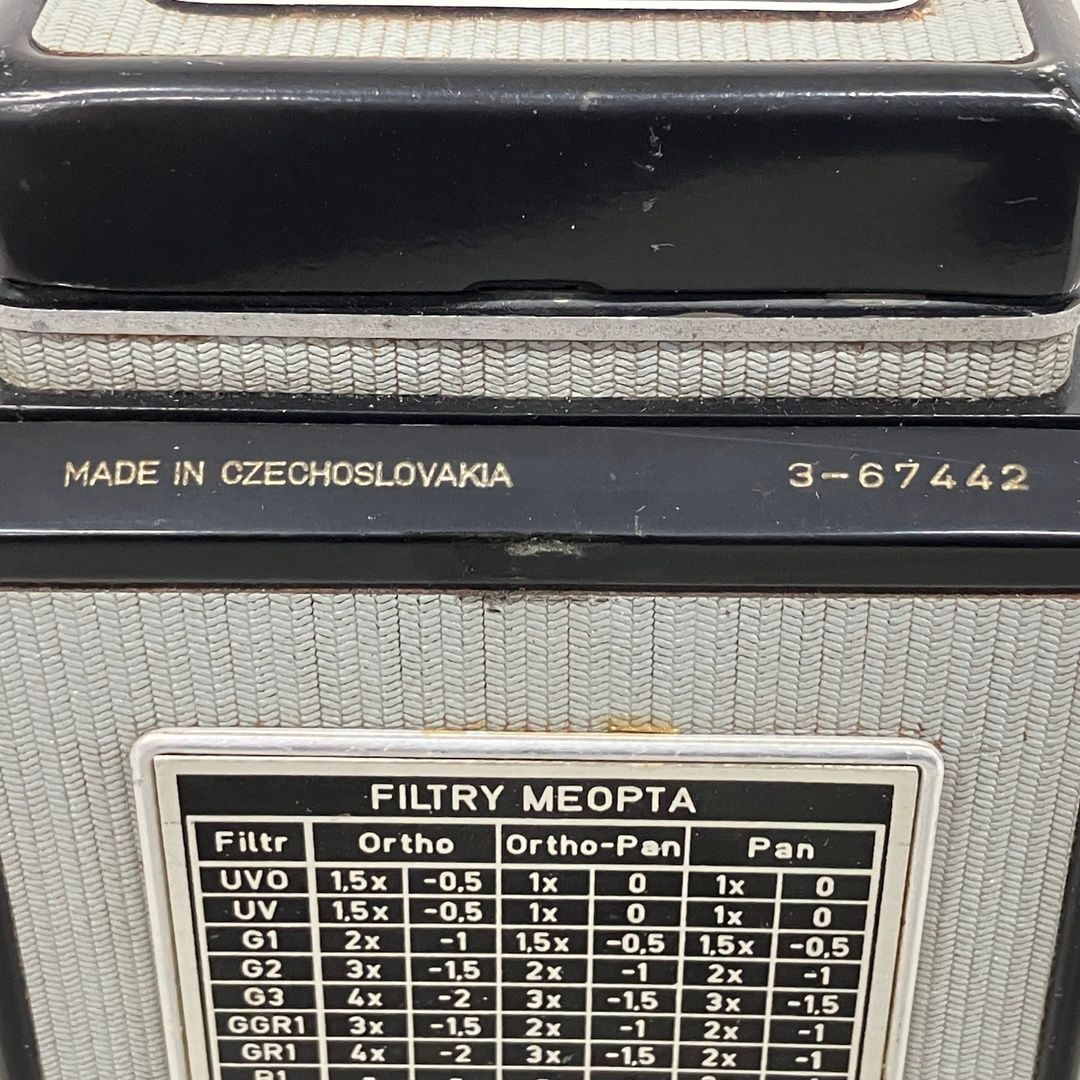 MADE IN CZECHOSLOVAKIA 3-67442
FILTRY MEOPTA
Filtr Ortho Ortho-Pan Pan
UVO 1,5x -0,5 1x 0 1x 0
UV 1,5x -0,5 1x 0 1x 0
G1 2x -1 1,5x -0,5 1,5x -0,5
G2 3x -1,5 2x -1 2x -1
G3 4x -2 3x -1,5 3x -1,5
GGR1 3x -1,5 2x -1 2x -1
GR1 4x -2 3x -1,5 2x -1